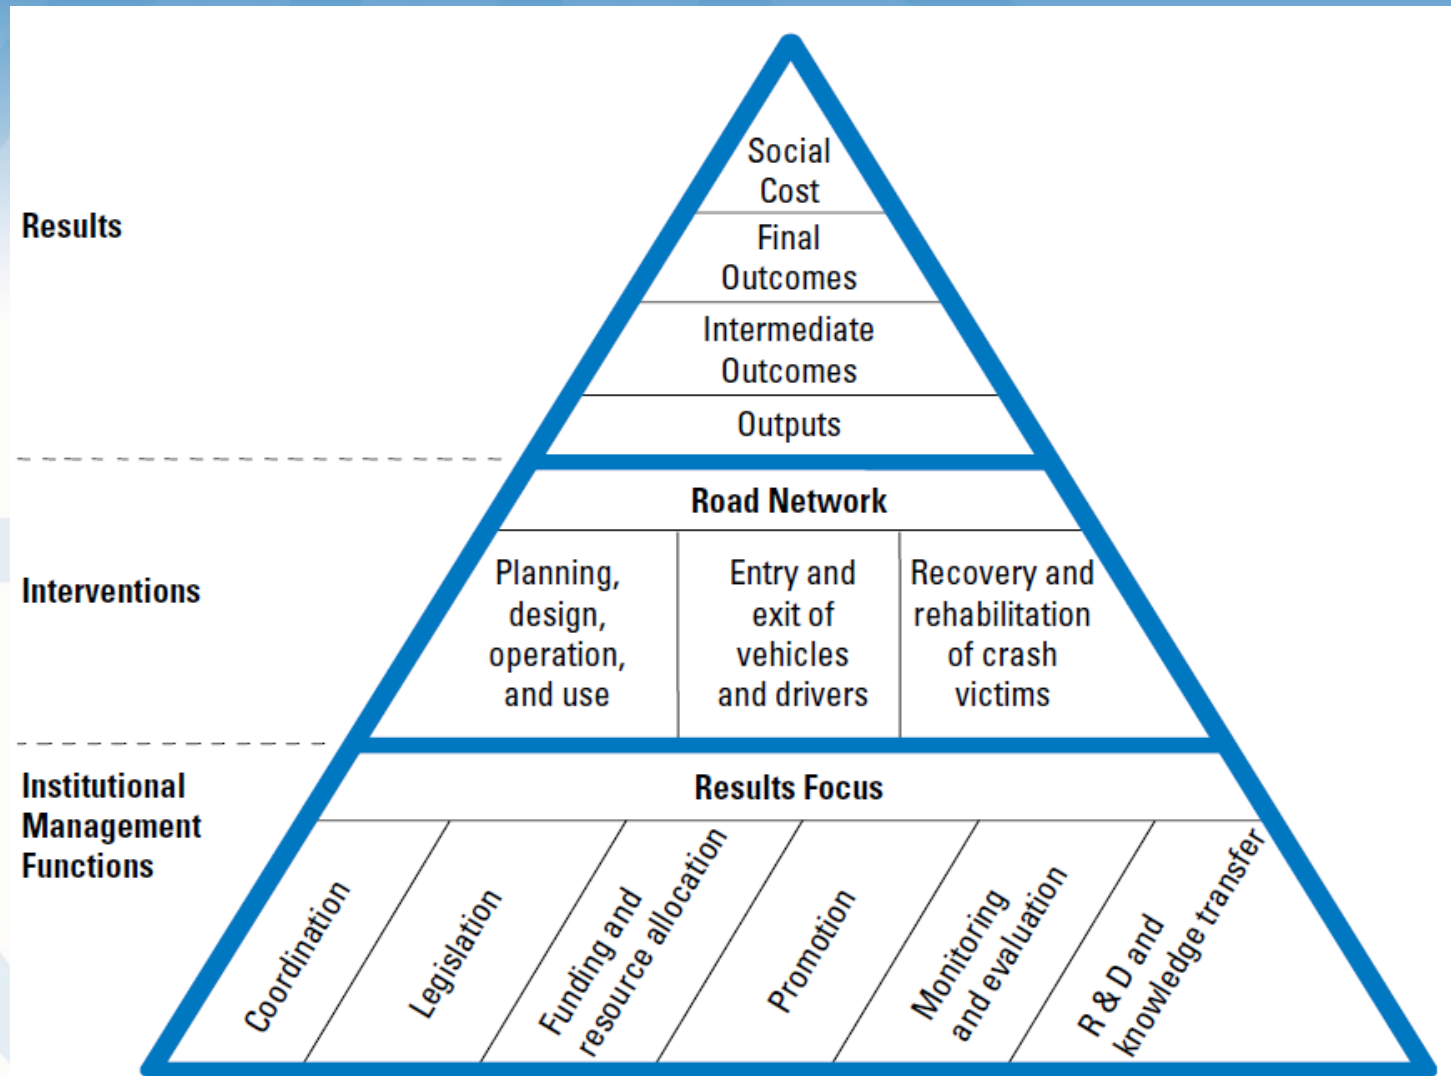 Results
Social
Cost
Final
Outcomes
Intermediate
Outcomes
Outputs
Interventions
Road Network
Planning,
design,
operation,
and use
Entry and
exit of
vehicles
and drivers
Recovery and
rehabilitation
of crash
victims
Institutional
Management
Functions
Results Focus
Coordination
Legislation
Funding and
resource allocation
Promotion
Monitoring
and evaluation
R & D and
knowledge transfer